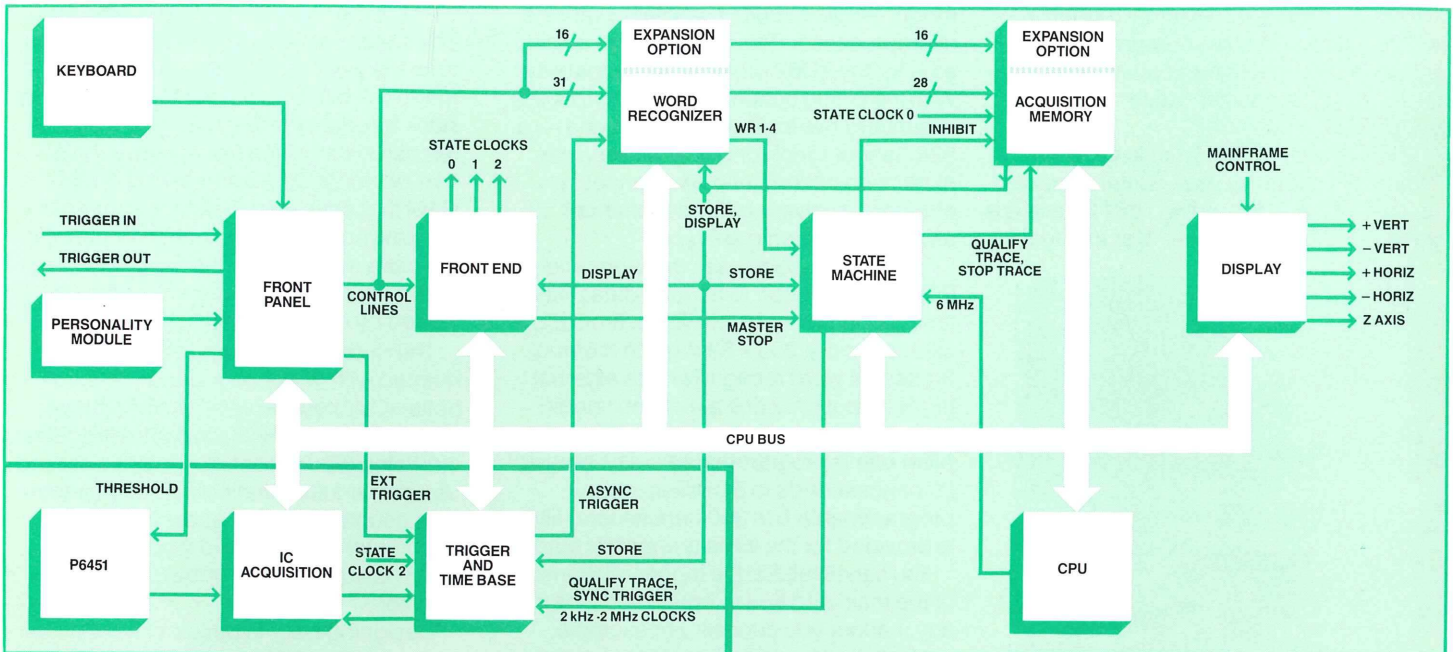 KEYBOARD
TRIGGER IN
TRIGGER OUT
PERSONALITY
MODULE
FRONT
PANEL
CONTROL
LINES
STATE CLOCKS
0 1 2
FRONT END
16
31
EXPANSION
OPTION
WORD
RECOGNIZER
WR 1-4
16
28
STATE CLOCK 0
INHIBIT
EXPANSION
OPTION
ACQUISITION
MEMORY
STORE,
DISPLAY
DISPLAY
STORE
MASTER
STOP
STATE
MACHINE
QUALIFY
TRACE,
STOP TRACE
6 MHz
MAINFRAME
CONTROL
DISPLAY
+ VERT
− VERT
+ HORIZ
− HORIZ
Z AXIS
CPU BUS
THRESHOLD
EXT
TRIGGER
ASYNC
TRIGGER
P6451
IC
ACQUISITION
STATE
CLOCK 2
TRIGGER
AND
TIME BASE
STORE
QUALIFY TRACE,
SYNC TRIGGER
2 kHz -2 MHz CLOCKS
CPU